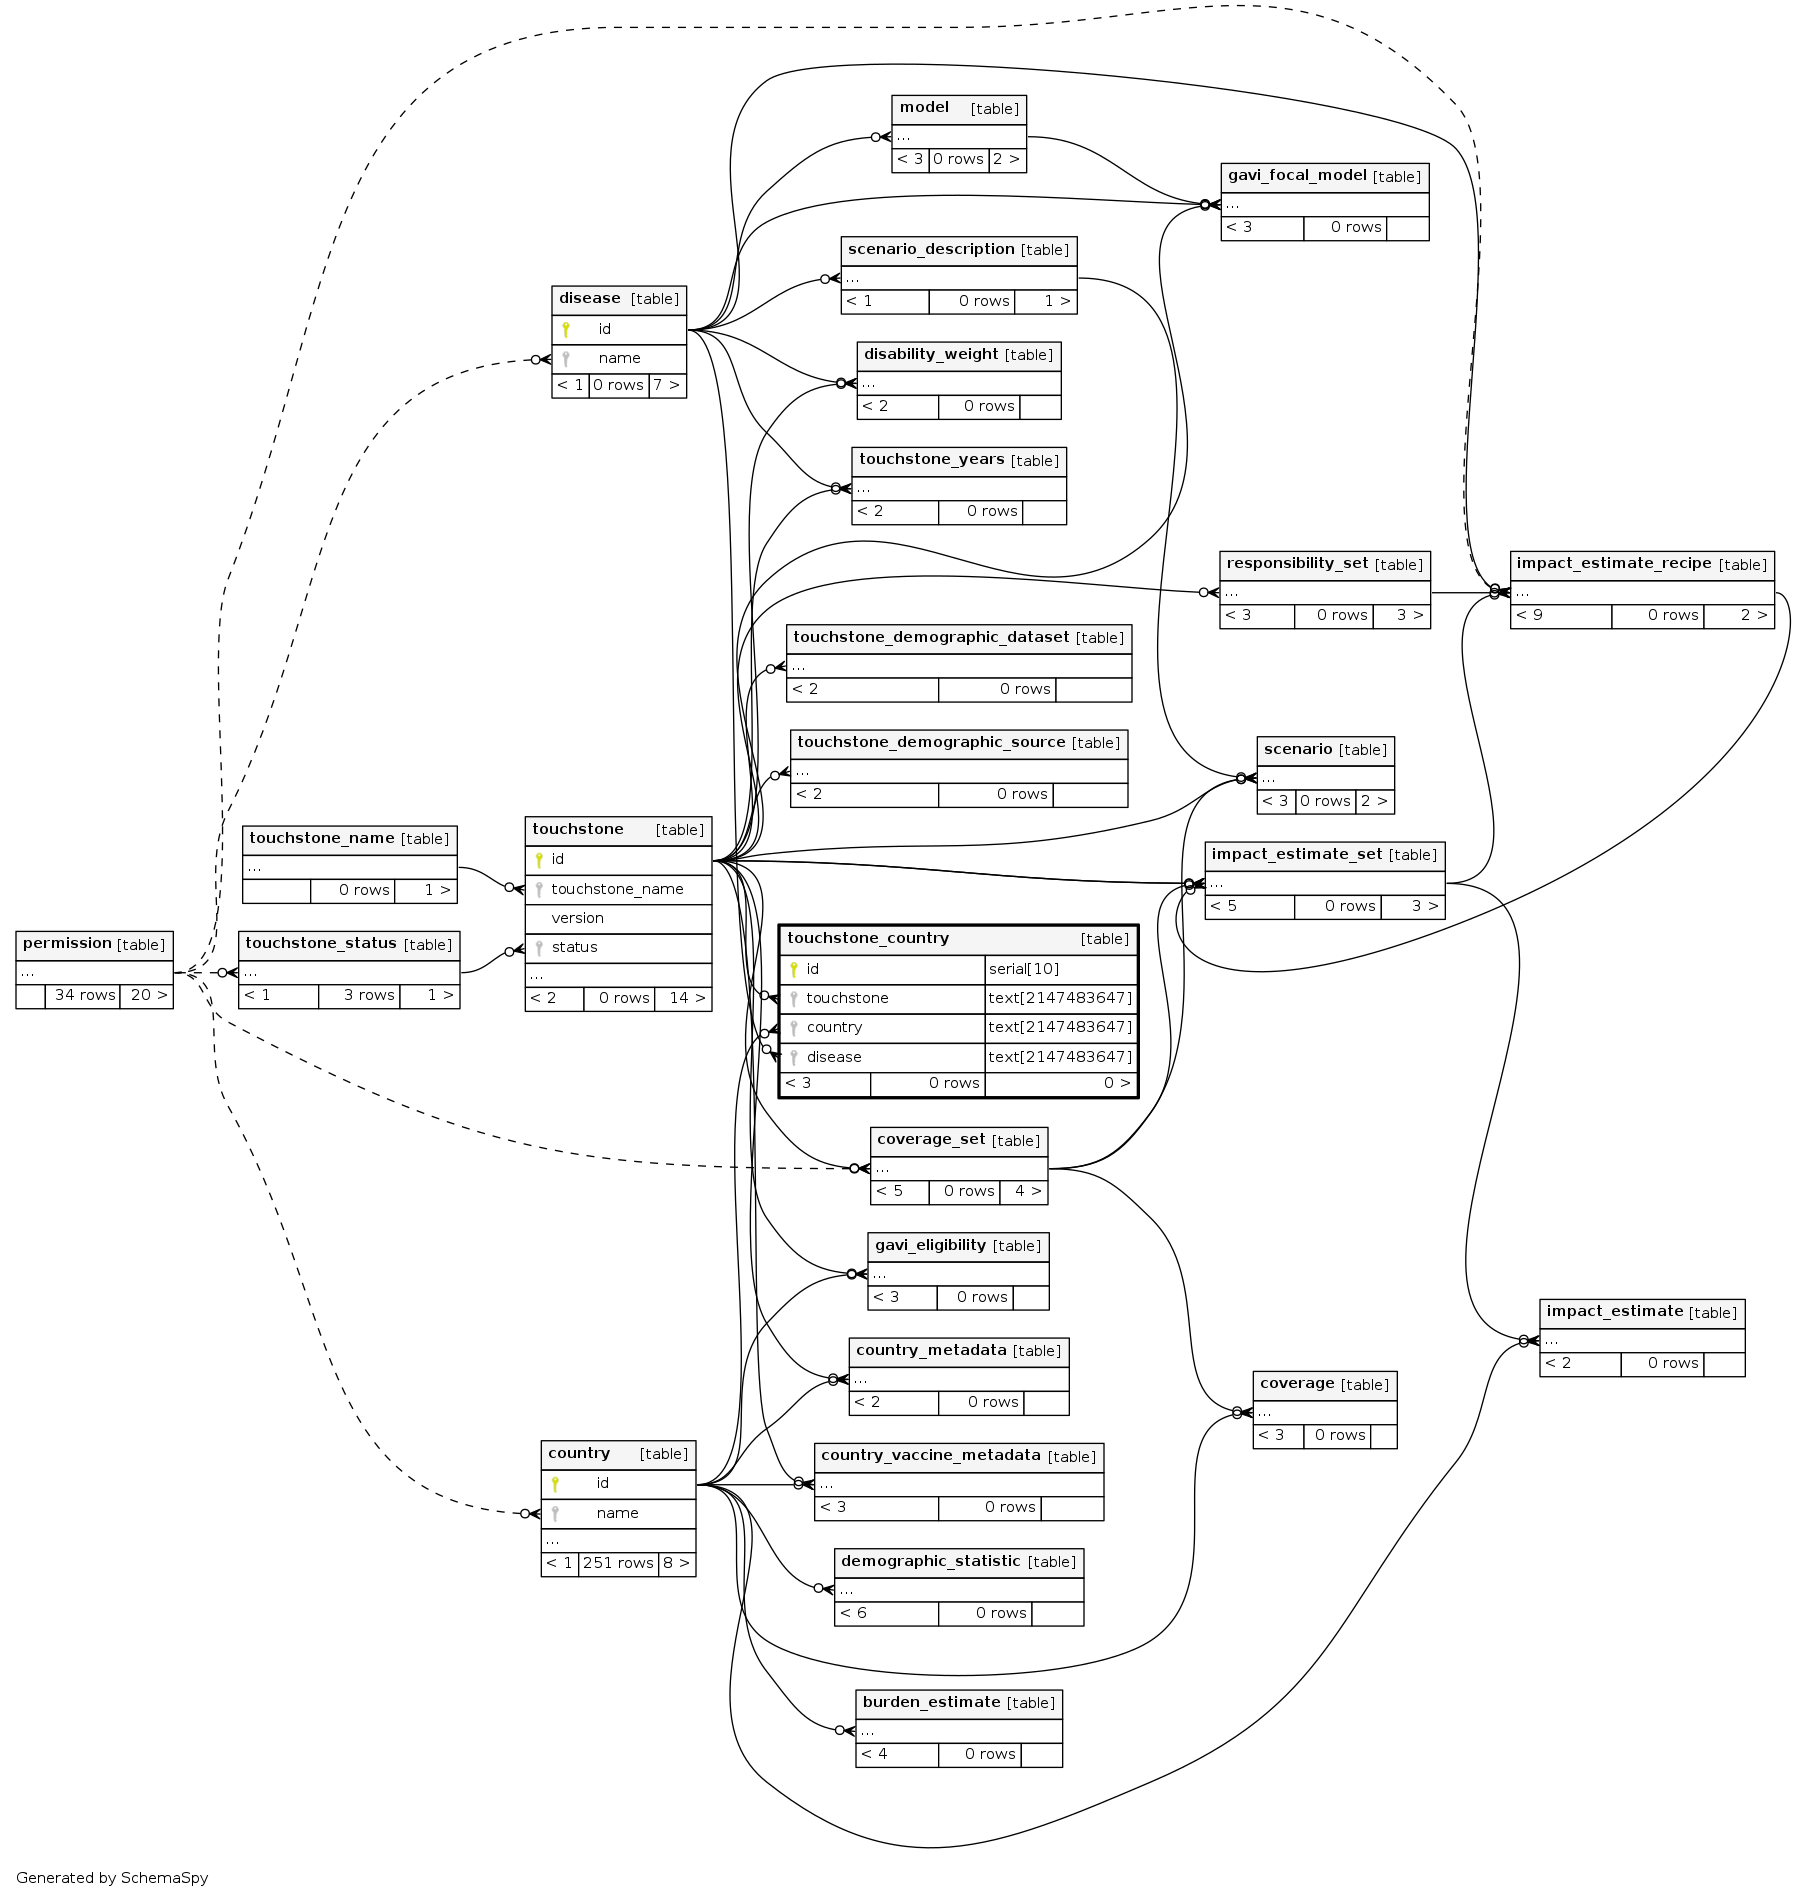 model [table]
...
< 3 0 rows 2 >
gavi_focal_model [table]
...
< 3 0 rows
scenario_description [table]
...
< 1 0 rows 1 >
disease [table]
id
name
< 1 0 rows 7 >
disability_weight [table]
...
< 2 0 rows
touchstone_years [table]
...
< 2 0 rows
responsibility_set [table]
...
< 3 0 rows 3 >
impact_estimate_recipe [table]
...
< 9 0 rows 2 >
touchstone_demographic_dataset [table]
...
< 2 0 rows
touchstone_demographic_source [table]
...
< 2 0 rows
scenario [table]
...
< 3 0 rows 2 >
touchstone_name [table]
...
0 rows 1 >
touchstone [table]
id
touchstone_name
version
status
...
< 2 0 rows 14 >
impact_estimate_set [table]
...
< 5 0 rows 3 >
permission [table]
...
34 rows 20 >
touchstone_status [table]
...
< 1 3 rows 1 >
touchstone_country [table]
id serial[10]
touchstone text[2147483647]
country text[2147483647]
disease text[2147483647]
< 3 0 rows 0 >
coverage_set [table]
...
< 5 0 rows 4 >
gavi_eligibility [table]
...
< 3 0 rows
impact_estimate [table]
...
< 2 0 rows
country_metadata [table]
...
< 2 0 rows
coverage [table]
...
< 3 0 rows
country [table]
id
name
...
< 1 251 rows 8 >
country_vaccine_metadata [table]
...
< 3 0 rows
demographic_statistic [table]
...
< 6 0 rows
burden_estimate [table]
...
< 4 0 rows
Generated by SchemaSpy